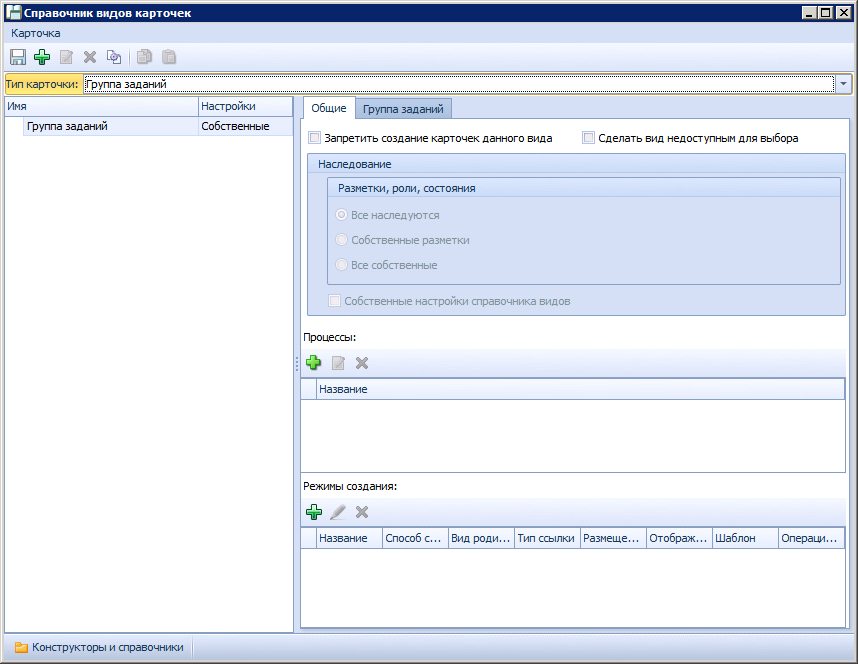 Справочник видов карточек
Карточка
Тип карточки: Группа заданий
Имя Настройки
Группа заданий Собственные
Общие Группа заданий
Запретить создание карточек данного вида Сделать вид недоступным для выбора
Наследование
Разметки, роли, состояния
Все наследуются
Собственные разметки
Все собственные
Собственные настройки справочника видов
Процессы:
Название
Режимы создания:
Название Способ с... Вид роди... Тип ссылки Размеще... Отображ... Шаблон Операци...
Конструкторы и справочники